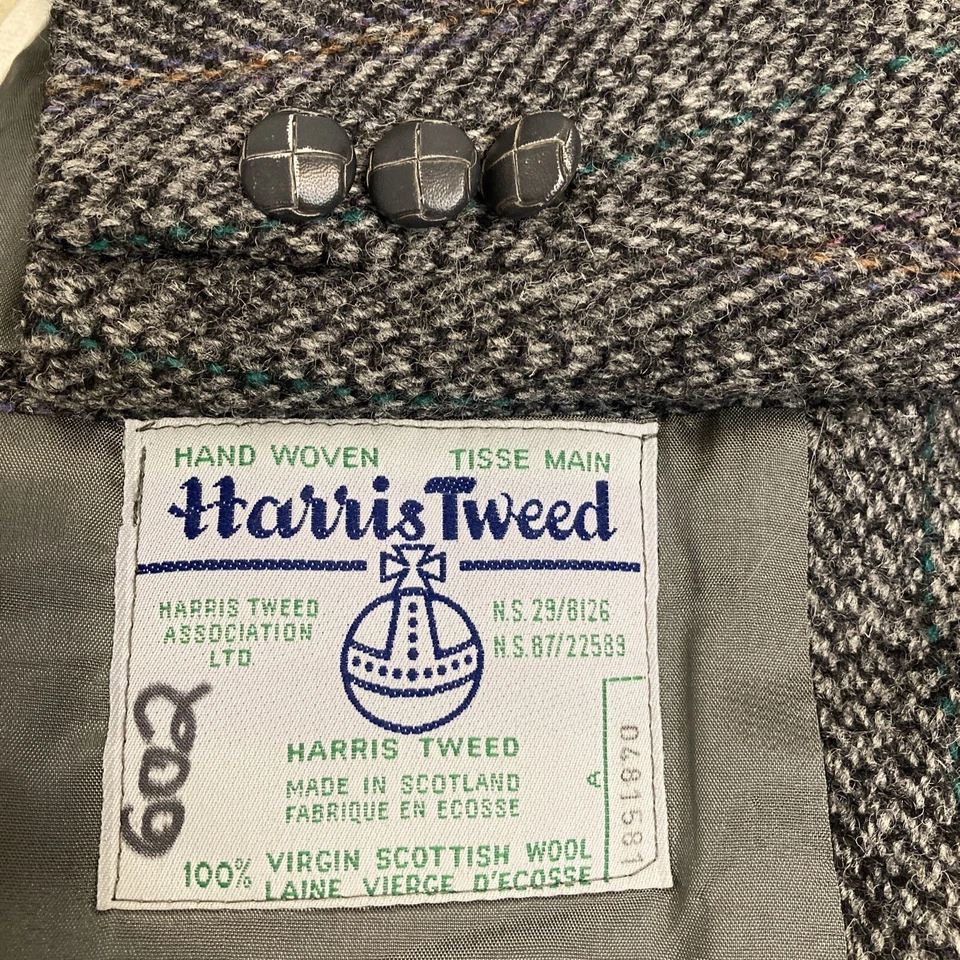 HAND WOVEN TISSE MAIN
Harris Tweed
HARRIS TWEED
ASSOCIATION
LTD.
N.S. 29/8126
N.S. 87/22589
HARRIS TWEED
MADE IN SCOTLAND
FABRIQUE EN ECOSSE
100% VIRGIN SCOTTISH WOOL
LAINE VIERGE D'ECOSSE
A
0481581